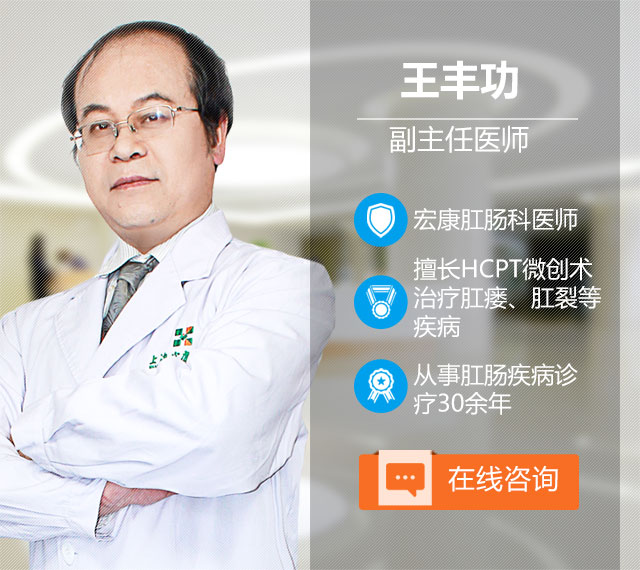 王丰功
副主任医师
宏康肛肠科医师
擅长HCPT微创术
治疗肛瘘、肛裂等
疾病
从事肛肠疾病诊
疗30余年
在线咨询